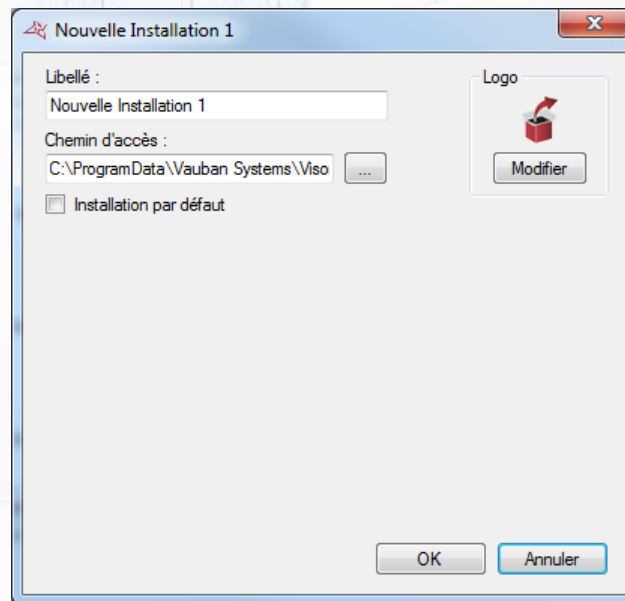 Nouvelle Installation 1
Libellé :
Nouvelle Installation 1
Logo
Chemin d'accès :
C:\ProgramData\Vauban Systems\Viso
...
Modifier
Installation par défaut
OK
Annuler